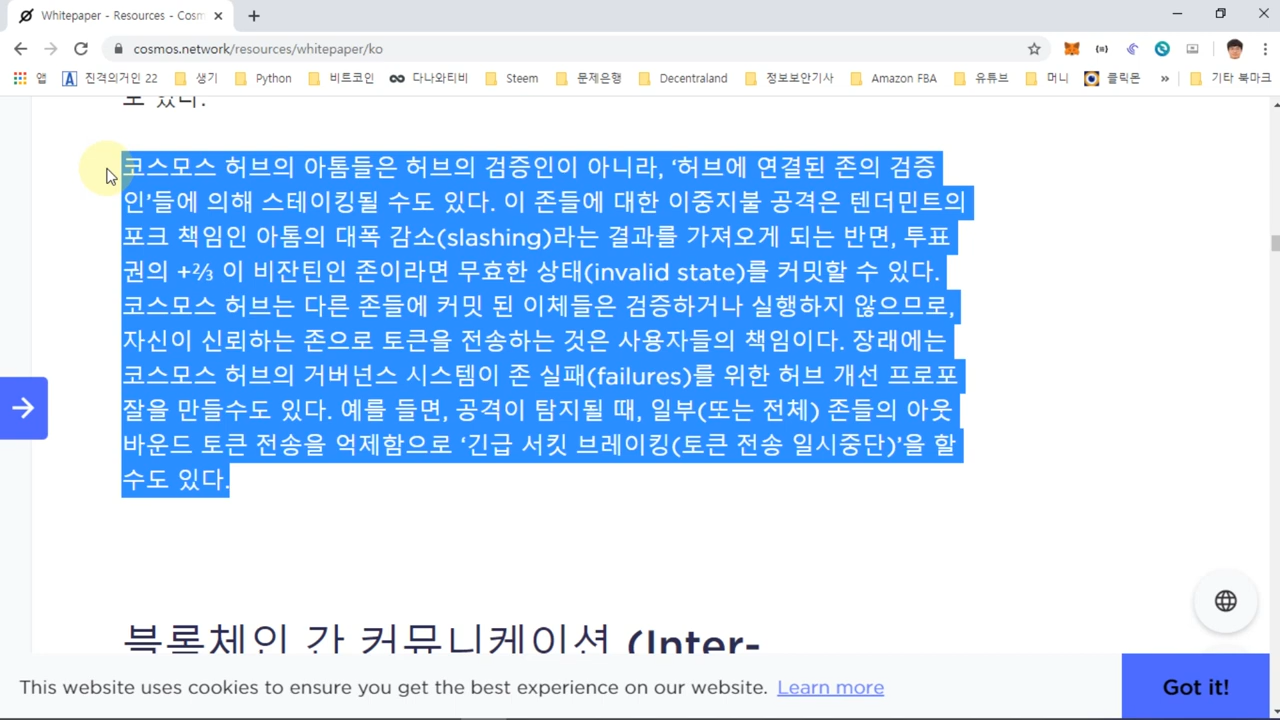 Whitepaper - Resources - Cosm
cosmos.network/resources/whitepaper/ko
앱 진격의거인 22 생기 Python 비트코인 다나와티비 Steem 문제은행 Decentraland 정보보안기사 Amazon FBA 유튜브 머니 클릭몬 » 기타 북마크
도 있다.
코스모스 허브의 아톰들은 허브의 검증인이 아니라, ‘허브에 연결된 존의 검증
인’들에 의해 스테이킹될 수도 있다. 이 존들에 대한 이중지불 공격은 텐더민트의
포크 책임인 아톰의 대폭 감소(slashing)라는 결과를 가져오게 되는 반면, 투표
권의 +⅔ 이 비잔틴인 존이라면 무효한 상태(invalid state)를 커밋할 수 있다.
코스모스 허브는 다른 존들에 커밋 된 이체들은 검증하거나 실행하지 않으므로,
자신이 신뢰하는 존으로 토큰을 전송하는 것은 사용자들의 책임이다. 장래에는
코스모스 허브의 거버넌스 시스템이 존 실패(failures)를 위한 허브 개선 프로포
잘을 만들수도 있다. 예를 들면, 공격이 탐지될 때, 일부(또는 전체) 존들의 아웃
바운드 토큰 전송을 억제함으로 ‘긴급 서킷 브레이킹(토큰 전송 일시중단)’을 할
수도 있다.
블록체인 간 커뮤니케이션 (Inter-
This website uses cookies to ensure you get the best experience on our website. Learn more
Got it!